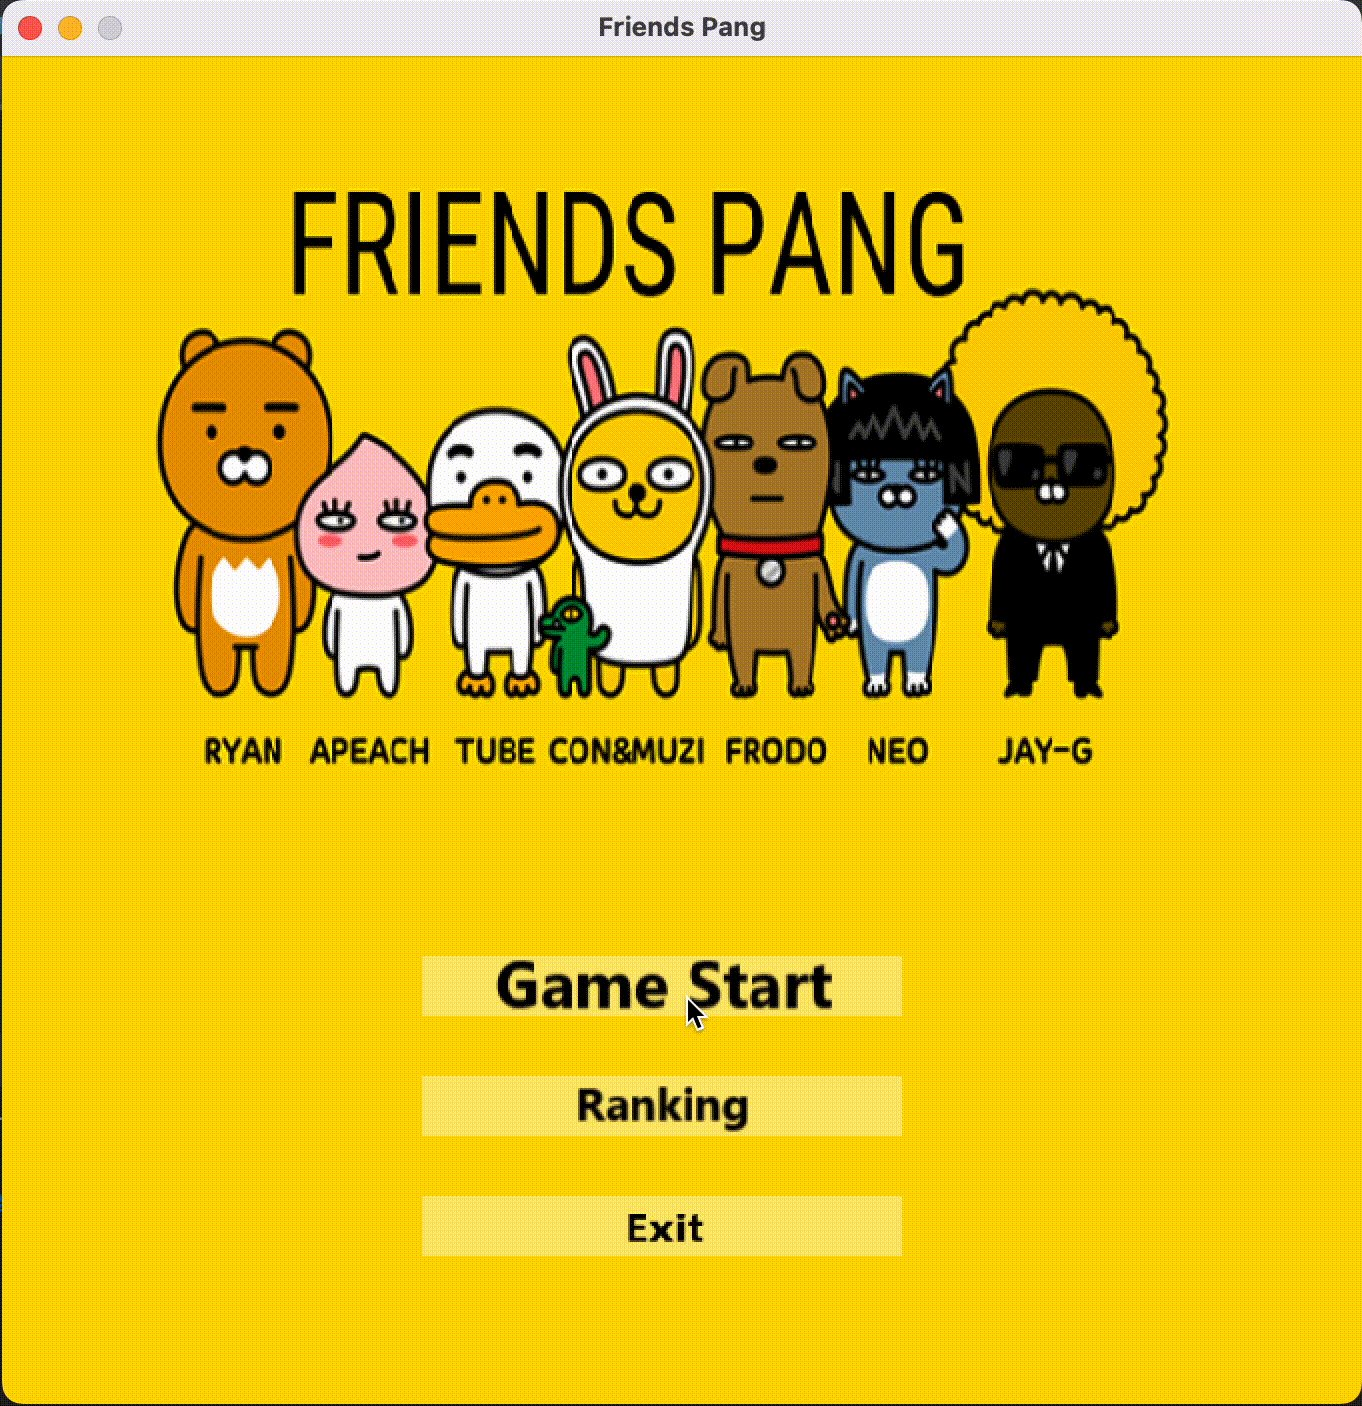 Friends Pang
FRIENDS PANG
RYAN APEACH TUBE CON&MUZI FRODO NEO JAY-G
Game Start
Ranking
Exit